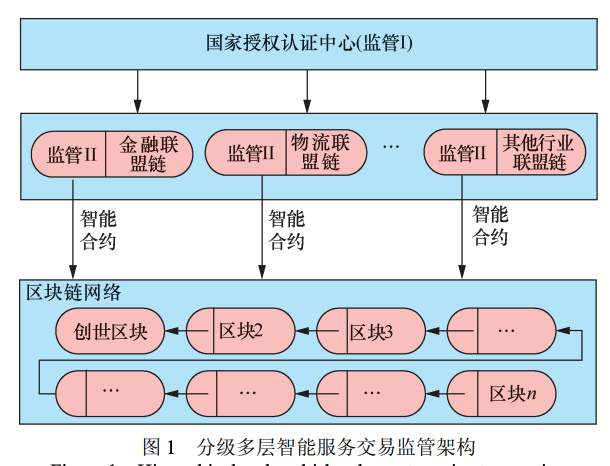 国家授权认证中心(监管I)
监管II
金融联
盟链
监管II
物流联
盟链
…
监管II
其他行业
联盟链
智能
合约
智能
合约
智能
合约
区块链网络
创世区块
区块2
区块3
…
…
…
…
区块n
图 1 分级多层智能服务交易监管架构